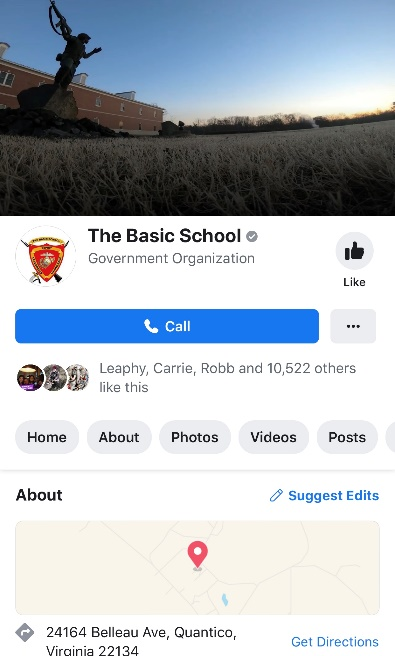 The Basic School
Government Organization
Like
Call
Leaphy, Carrie, Robb and 10,522 others
like this
Home
About
Photos
Videos
Posts
About
Suggest Edits
24164 Belleau Ave, Quantico,
Virginia 22134
Get Directions